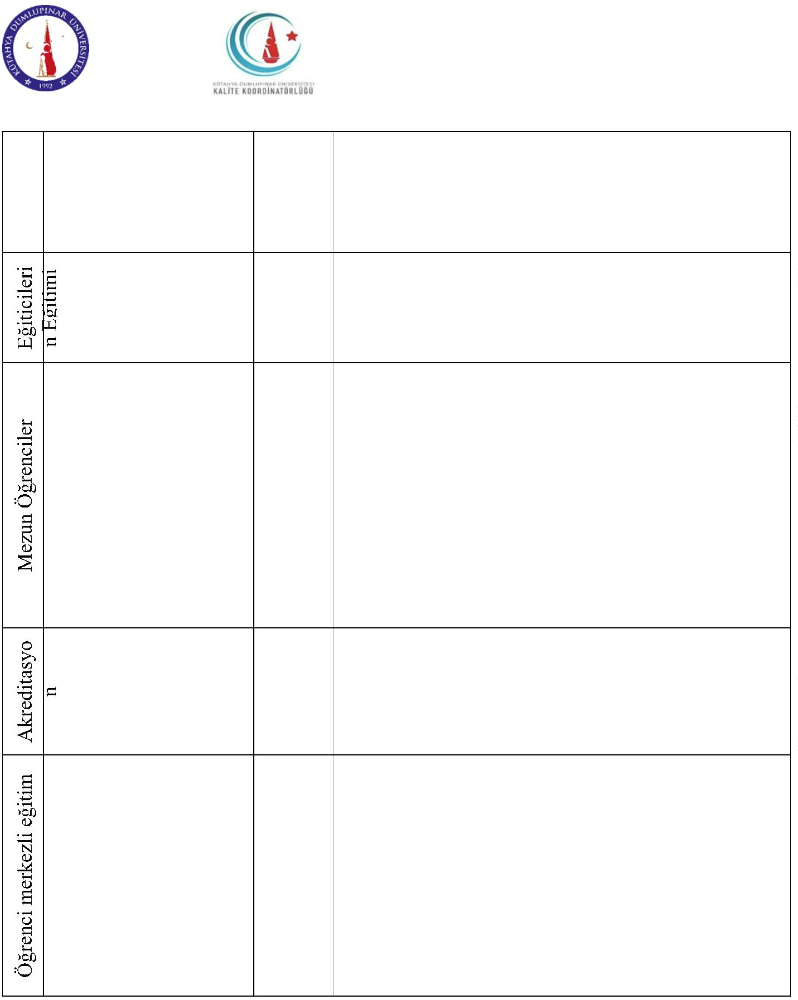 KÜTAHYA DUMLUPINAR ÜNİVERSİTESİ
1992
KÜTAHYA DUMLUPINAR ÜNİVERSİTESİ
KALİTE KOORDİNATÖRLÜĞÜ
Eğiticileri
n Eğitimi
Mezun Öğrenciler
Akreditasyo
n
Öğrenci merkezli eğitim